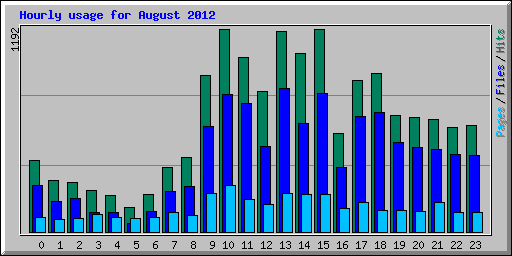 Hourly usage for August 2012
1192
Pages / Files / Hits
0 1 2 3 4 5 6 7 8 9 10 11 12 13 14 15 16 17 18 19 20 21 22 23